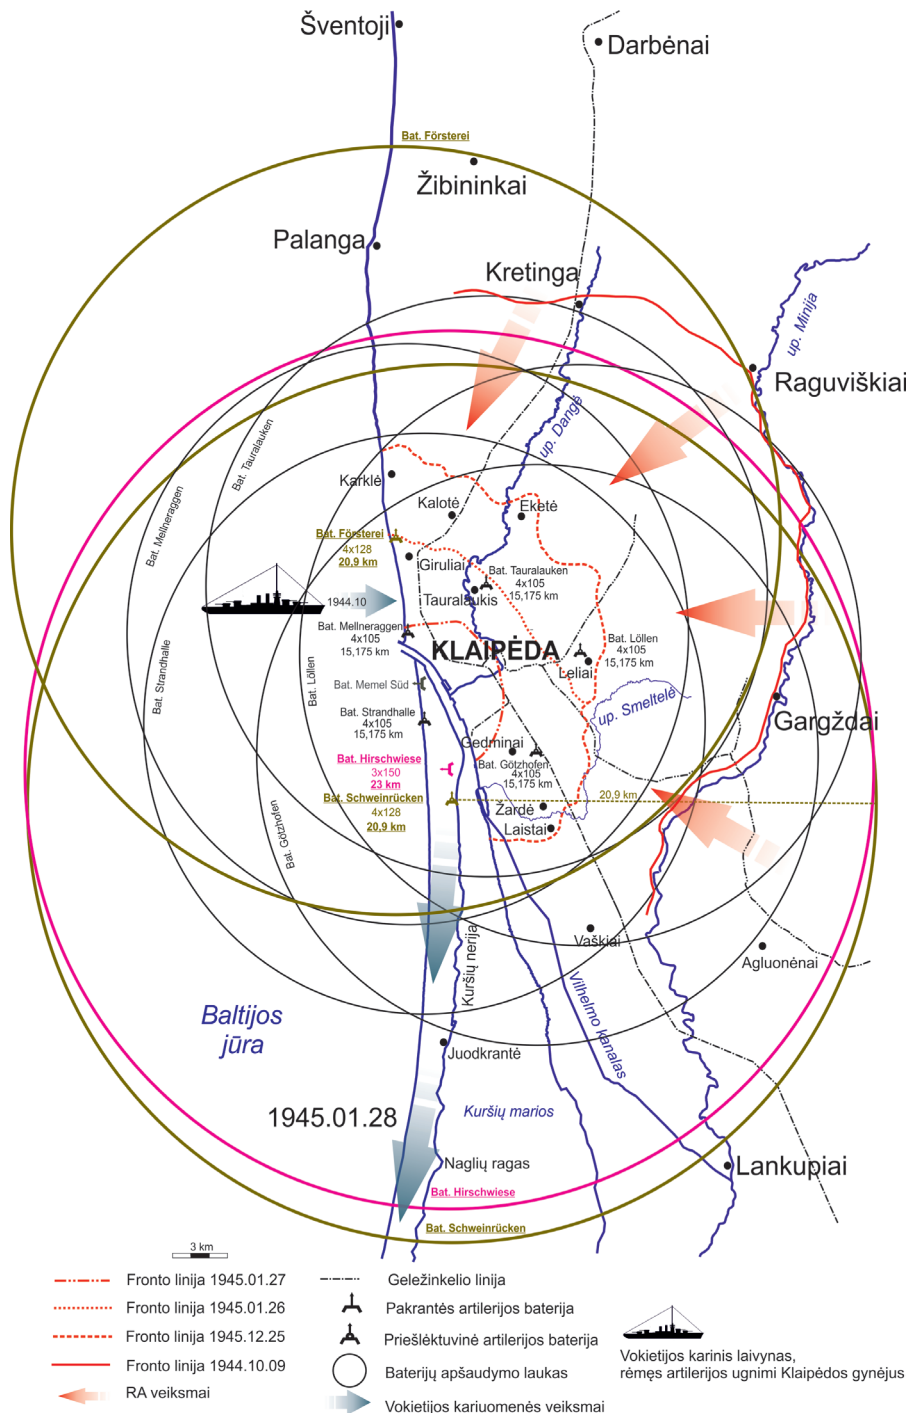 Šventoji
Darbėnai
Bat. Försterei
Žibininkai
Palanga
Kretinga
up. Minija
Raguviškiai
up. Dangė
Bat. Tauralauken
Bat. Mellneraggen
Karklė
Kalotė
Eketė
Bat. Försterei
4x128
20,9 km
Giruliai
Bat. Tauralauken
4x105
15,175 km
Tauralaukis
1944.10
Bat. Mellneraggen
4x105
15,175 km
KLAIPĖDA
Bat. Löllen
4x105
15,175 km
Leliai
Bat. Strandhalle
Bat. Löllen
Bat. Memel Süd
up. Smeltelė
Gargždai
Bat. Strandhalle
4x105
15,175 km
Gedminai
Bat. Götzhofen
4x105
15,175 km
Bat. Hirschwiese
3x150
23 km
Bat. Schweinrücken
4x128
20,9 km
20,9 km
Žardė
Laistai
Bat. Götzhofen
Vaškiai
Agluonėnai
Kuršių nerija
Vilhelmo kanalas
Baltijos
jūra
Juodkrantė
1945.01.28
Kuršių marios
Naglių ragas
Lankupiai
Bat. Hirschwiese
Bat. Schweinrücken
3 km
Fronto linija 1945.01.27
Fronto linija 1945.01.26
Fronto linija 1945.12.25
Fronto linija 1944.10.09
RA veiksmai
Geležinkelio linija
Pakrantės artilerijos baterija
Priešlėktuvinė artilerijos baterija
Baterijų apšaudymo laukas
Vokietijos kariuomenės veiksmai
Vokietijos karinis laivynas,
rėmęs artilerijos ugnimi Klaipėdos gynėjus